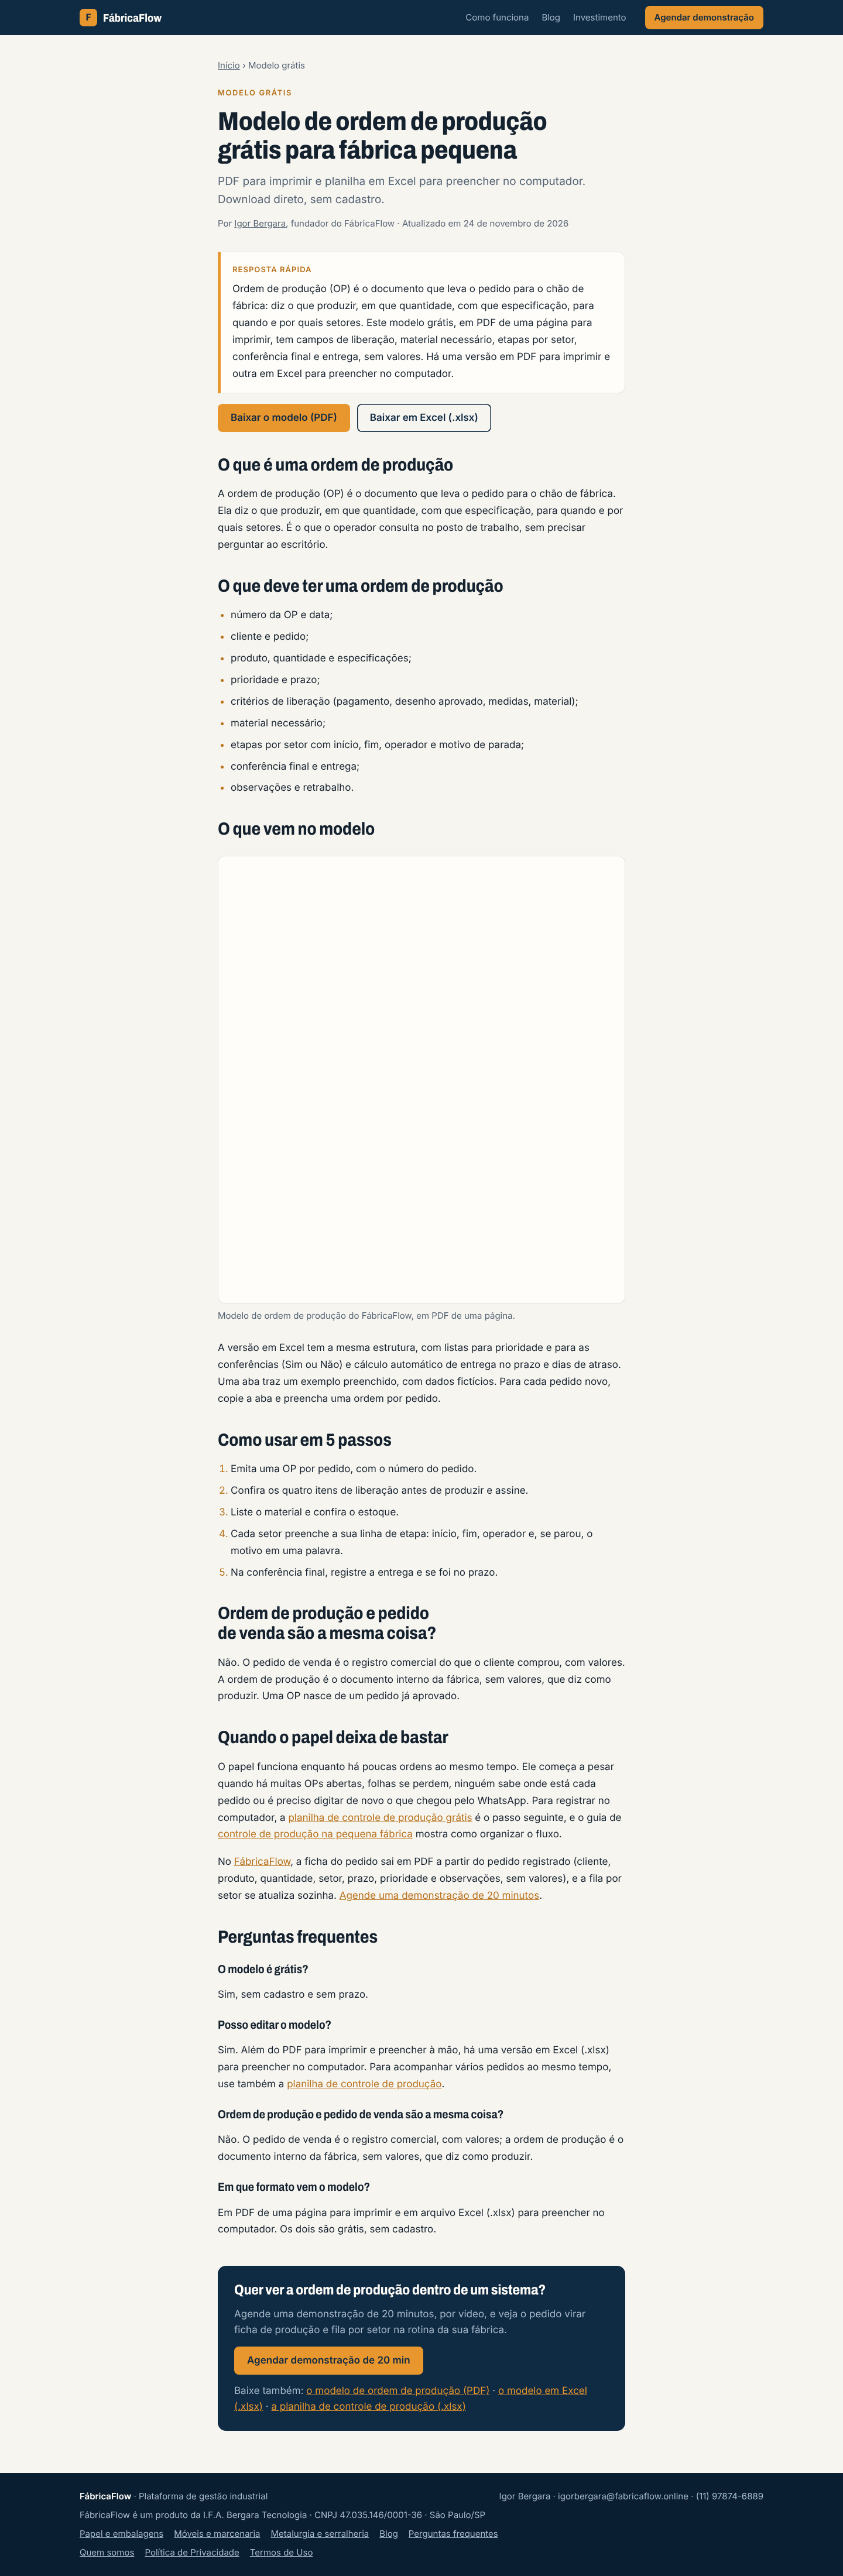 F FábricaFlow Como funciona Blog Investimento Agendar demonstração
Início › Modelo grátis
MODELO GRÁTIS
Modelo de ordem de produção
grátis para fábrica pequena
PDF para imprimir e planilha em Excel para preencher no computador.
Download direto, sem cadastro.
Por Igor Bergara, fundador do FábricaFlow · Atualizado em 24 de novembro de 2026
RESPOSTA RÁPIDA
Ordem de produção (OP) é o documento que leva o pedido para o chão de
fábrica: diz o que produzir, em que quantidade, com que especificação, para
quando e por quais setores. Este modelo grátis, em PDF de uma página para
imprimir, tem campos de liberação, material necessário, etapas por setor,
conferência final e entrega, sem valores. Há uma versão em PDF para imprimir e
outra em Excel para preencher no computador.
Baixar o modelo (PDF) Baixar em Excel (.xlsx)
O que é uma ordem de produção
A ordem de produção (OP) é o documento que leva o pedido para o chão de fábrica.
Ela diz o que produzir, em que quantidade, com que especificação, para quando e por
quais setores. É o que o operador consulta no posto de trabalho, sem precisar
perguntar ao escritório.
O que deve ter uma ordem de produção
• número da OP e data;
• cliente e pedido;
• produto, quantidade e especificações;
• prioridade e prazo;
• critérios de liberação (pagamento, desenho aprovado, medidas, material);
• material necessário;
• etapas por setor com início, fim, operador e motivo de parada;
• conferência final e entrega;
• observações e retrabalho.
O que vem no modelo
Modelo de ordem de produção do FábricaFlow, em PDF de uma página.
A versão em Excel tem a mesma estrutura, com listas para prioridade e para as
conferências (Sim ou Não) e cálculo automático de entrega no prazo e dias de atraso.
Uma aba traz um exemplo preenchido, com dados fictícios. Para cada pedido novo,
copie a aba e preencha uma ordem por pedido.
Como usar em 5 passos
1. Emita uma OP por pedido, com o número do pedido.
2. Confira os quatro itens de liberação antes de produzir e assine.
3. Liste o material e confira o estoque.
4. Cada setor preenche a sua linha de etapa: início, fim, operador e, se parou, o
motivo em uma palavra.
5. Na conferência final, registre a entrega e se foi no prazo.
Ordem de produção e pedido
de venda são a mesma coisa?
Não. O pedido de venda é o registro comercial do que o cliente comprou, com valores.
A ordem de produção é o documento interno da fábrica, sem valores, que diz como
produzir. Uma OP nasce de um pedido já aprovado.
Quando o papel deixa de bastar
O papel funciona enquanto há poucas ordens ao mesmo tempo. Ele começa a pesar
quando há muitas OPs abertas, folhas se perdem, ninguém sabe onde está cada
pedido ou é preciso digitar de novo o que chegou pelo WhatsApp. Para registrar no
computador, a planilha de controle de produção grátis é o passo seguinte, e o guia de
controle de produção na pequena fábrica mostra como organizar o fluxo.
No FábricaFlow, a ficha do pedido sai em PDF a partir do pedido registrado (cliente,
produto, quantidade, setor, prazo, prioridade e observações, sem valores), e a fila por
setor se atualiza sozinha. Agende uma demonstração de 20 minutos.
Perguntas frequentes
O modelo é grátis?
Sim, sem cadastro e sem prazo.
Posso editar o modelo?
Sim. Além do PDF para imprimir e preencher à mão, há uma versão em Excel (.xlsx)
para preencher no computador. Para acompanhar vários pedidos ao mesmo tempo,
use também a planilha de controle de produção.
Ordem de produção e pedido de venda são a mesma coisa?
Não. O pedido de venda é o registro comercial, com valores; a ordem de produção é o
documento interno da fábrica, sem valores, que diz como produzir.
Em que formato vem o modelo?
Em PDF de uma página para imprimir e em arquivo Excel (.xlsx) para preencher no
computador. Os dois são grátis, sem cadastro.
Quer ver a ordem de produção dentro de um sistema?
Agende uma demonstração de 20 minutos, por vídeo, e veja o pedido virar
ficha de produção e fila por setor na rotina da sua fábrica.
Agendar demonstração de 20 min
Baixe também: o modelo de ordem de produção (PDF) · o modelo em Excel
(.xlsx) · a planilha de controle de produção (.xlsx)
FábricaFlow · Plataforma de gestão industrial Igor Bergara · igorbergara@fabricaflow.online · (11) 97874-6889
FábricaFlow é um produto da I.F.A. Bergara Tecnologia · CNPJ 47.035.146/0001-36 · São Paulo/SP
Papel e embalagens Móveis e marcenaria Metalurgia e serralheria Blog Perguntas frequentes
Quem somos Política de Privacidade Termos de Uso